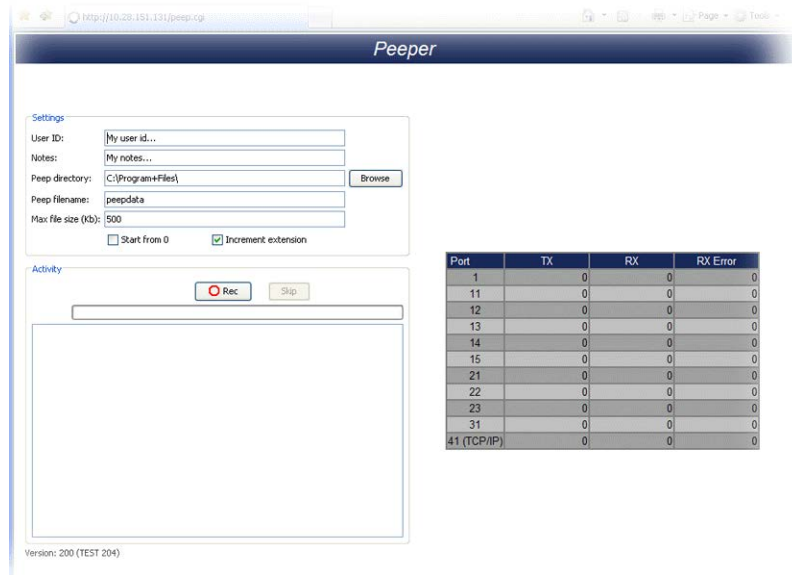 http://10.28.151.131/peep.cgi
Page
Tools
Peeper
Settings
User ID: My user id...
Notes: My notes...
Peep directory: C:\Program+Files\ Browse
Peep filename: peepdata
Max file size (Kb): 500
Start from 0 Increment extension
Activity
Rec Skip
Port TX RX RX Error
1 0 0 0
11 0 0 0
12 0 0 0
13 0 0 0
14 0 0 0
15 0 0 0
21 0 0 0
22 0 0 0
23 0 0 0
31 0 0 0
41 (TCP/IP) 0 0 0
Version: 200 (TEST 204)